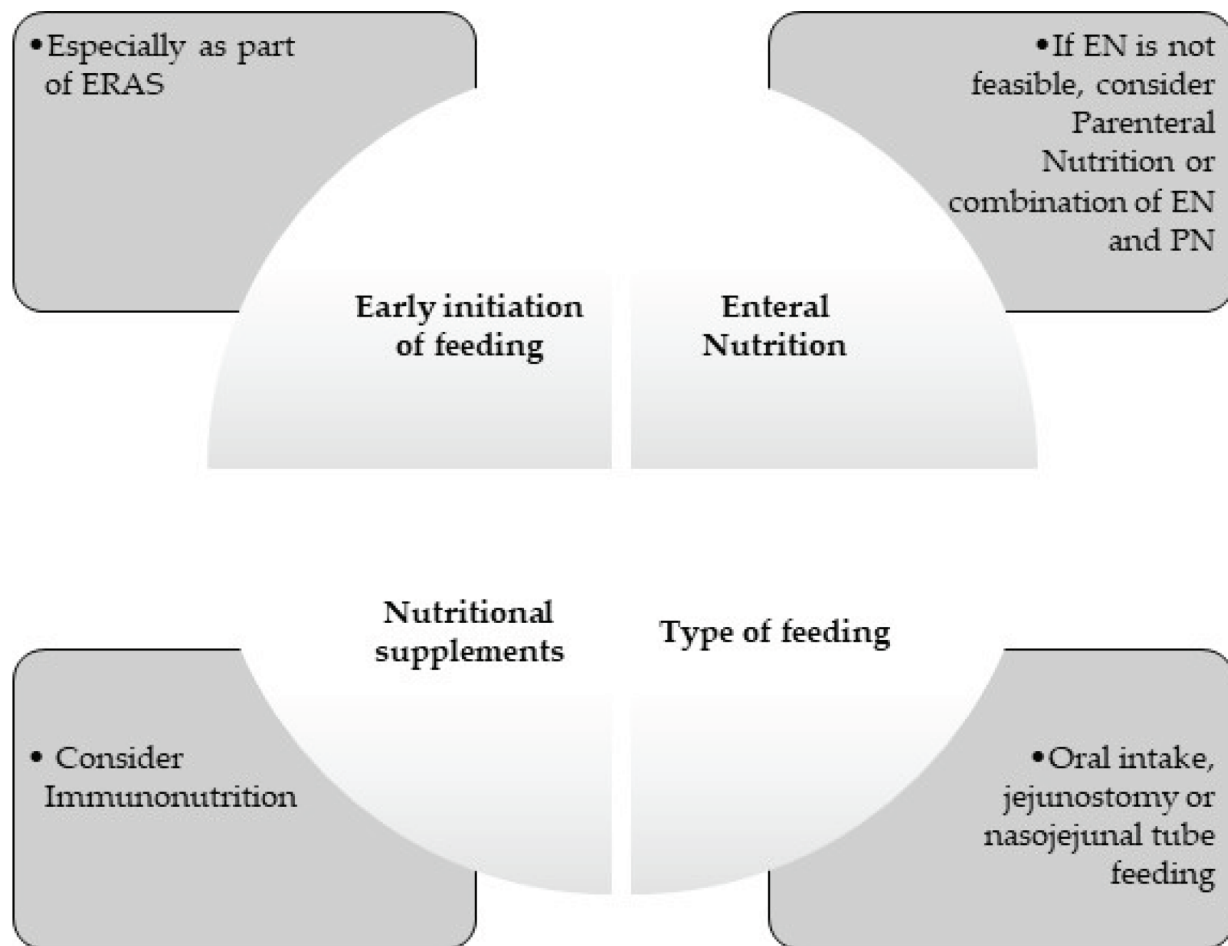 •Especially as part
of ERAS
•If EN is not
feasible, consider
Parenteral
Nutrition or
combination of EN
and PN
Early initiation
of feeding
Enteral
Nutrition
Nutritional
supplements
Type of feeding
• Consider
Immunonutrition
•Oral intake,
jejunostomy or
nasojejunal tube
feeding